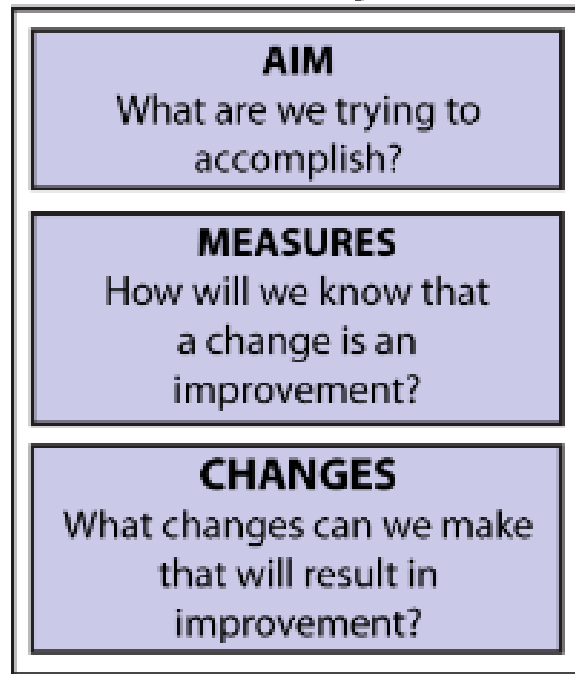 AIM
What are we trying to
accomplish?
MEASURES
How will we know that
a change is an
improvement?
CHANGES
What changes can we make
that will result in
improvement?